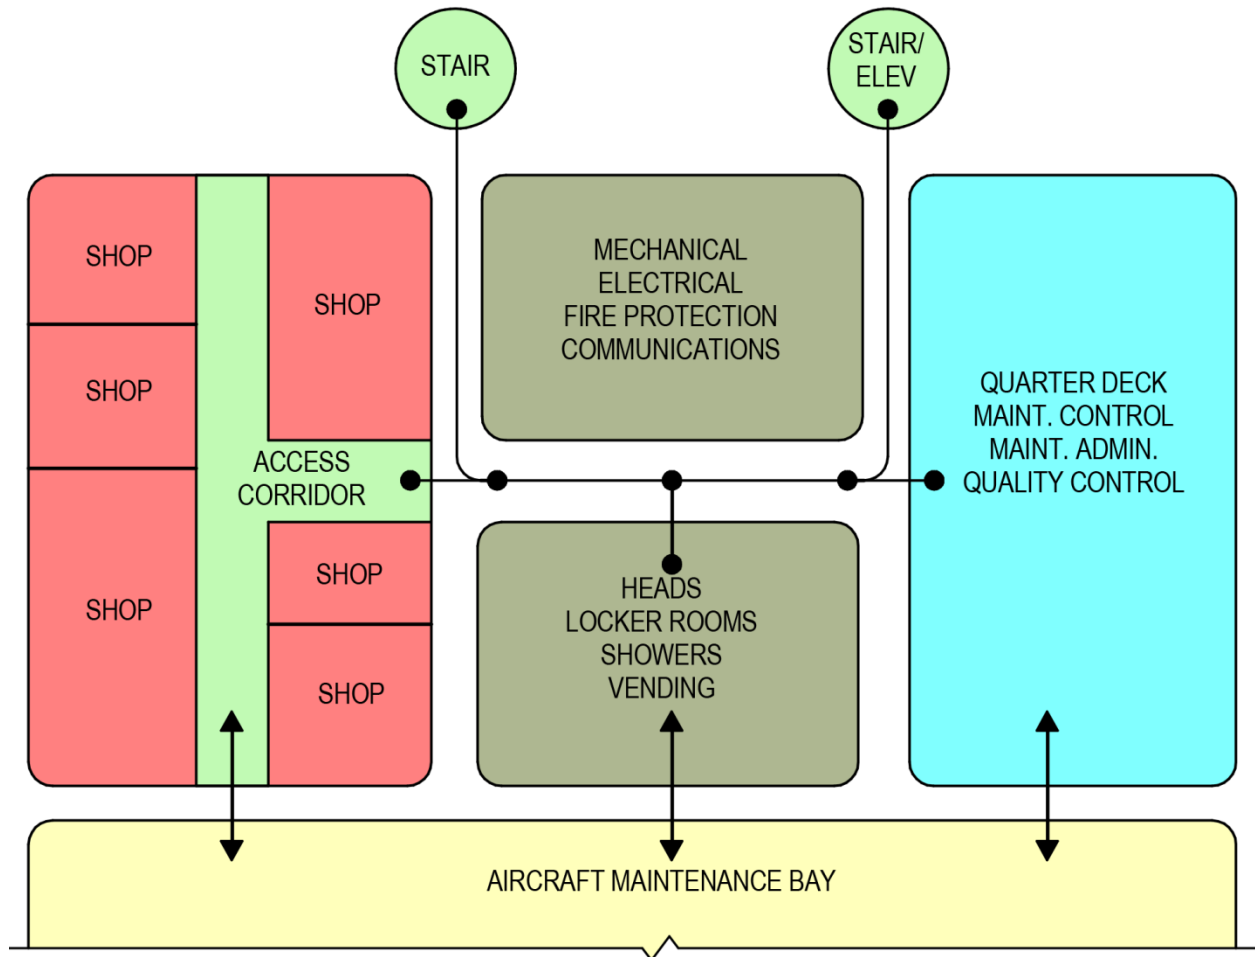 STAIR
STAIR/
ELEV
SHOP
SHOP
SHOP
SHOP
ACCESS
CORRIDOR
SHOP
SHOP
MECHANICAL
ELECTRICAL
FIRE PROTECTION
COMMUNICATIONS
HEADS
LOCKER ROOMS
SHOWERS
VENDING
QUARTER DECK
MAINT. CONTROL
MAINT. ADMIN.
QUALITY CONTROL
AIRCRAFT MAINTENANCE BAY